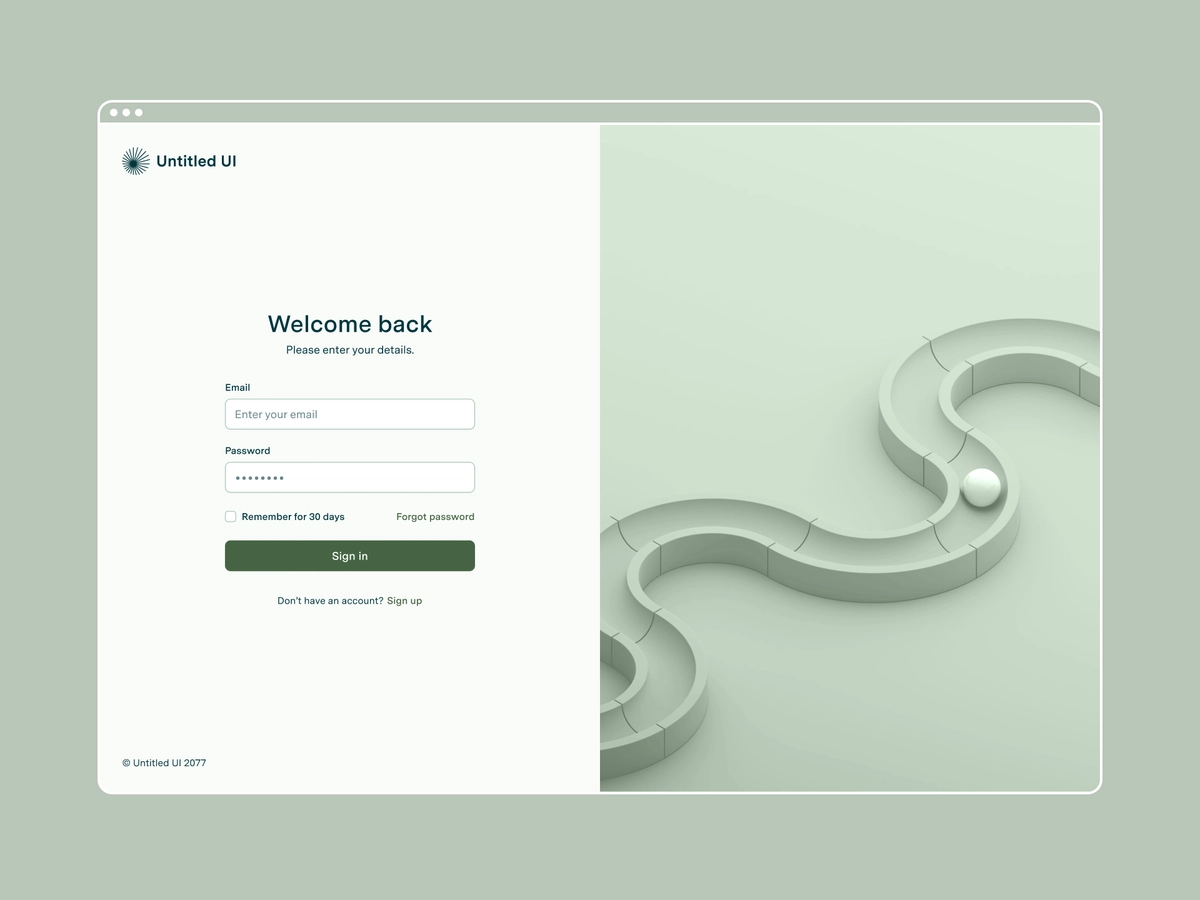 Untitled UI
Welcome back
Please enter your details.
Email
Enter your email
Password
••••••••
Remember for 30 days
Forgot password
Sign in
Don't have an account? Sign up
© Untitled UI 2077